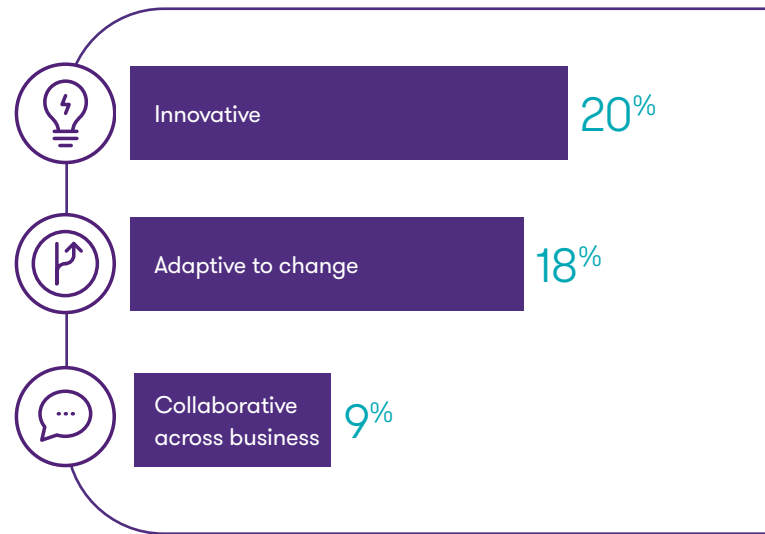 Innovative
20%
Adaptive to change
18%
Collaborative
across business
9%